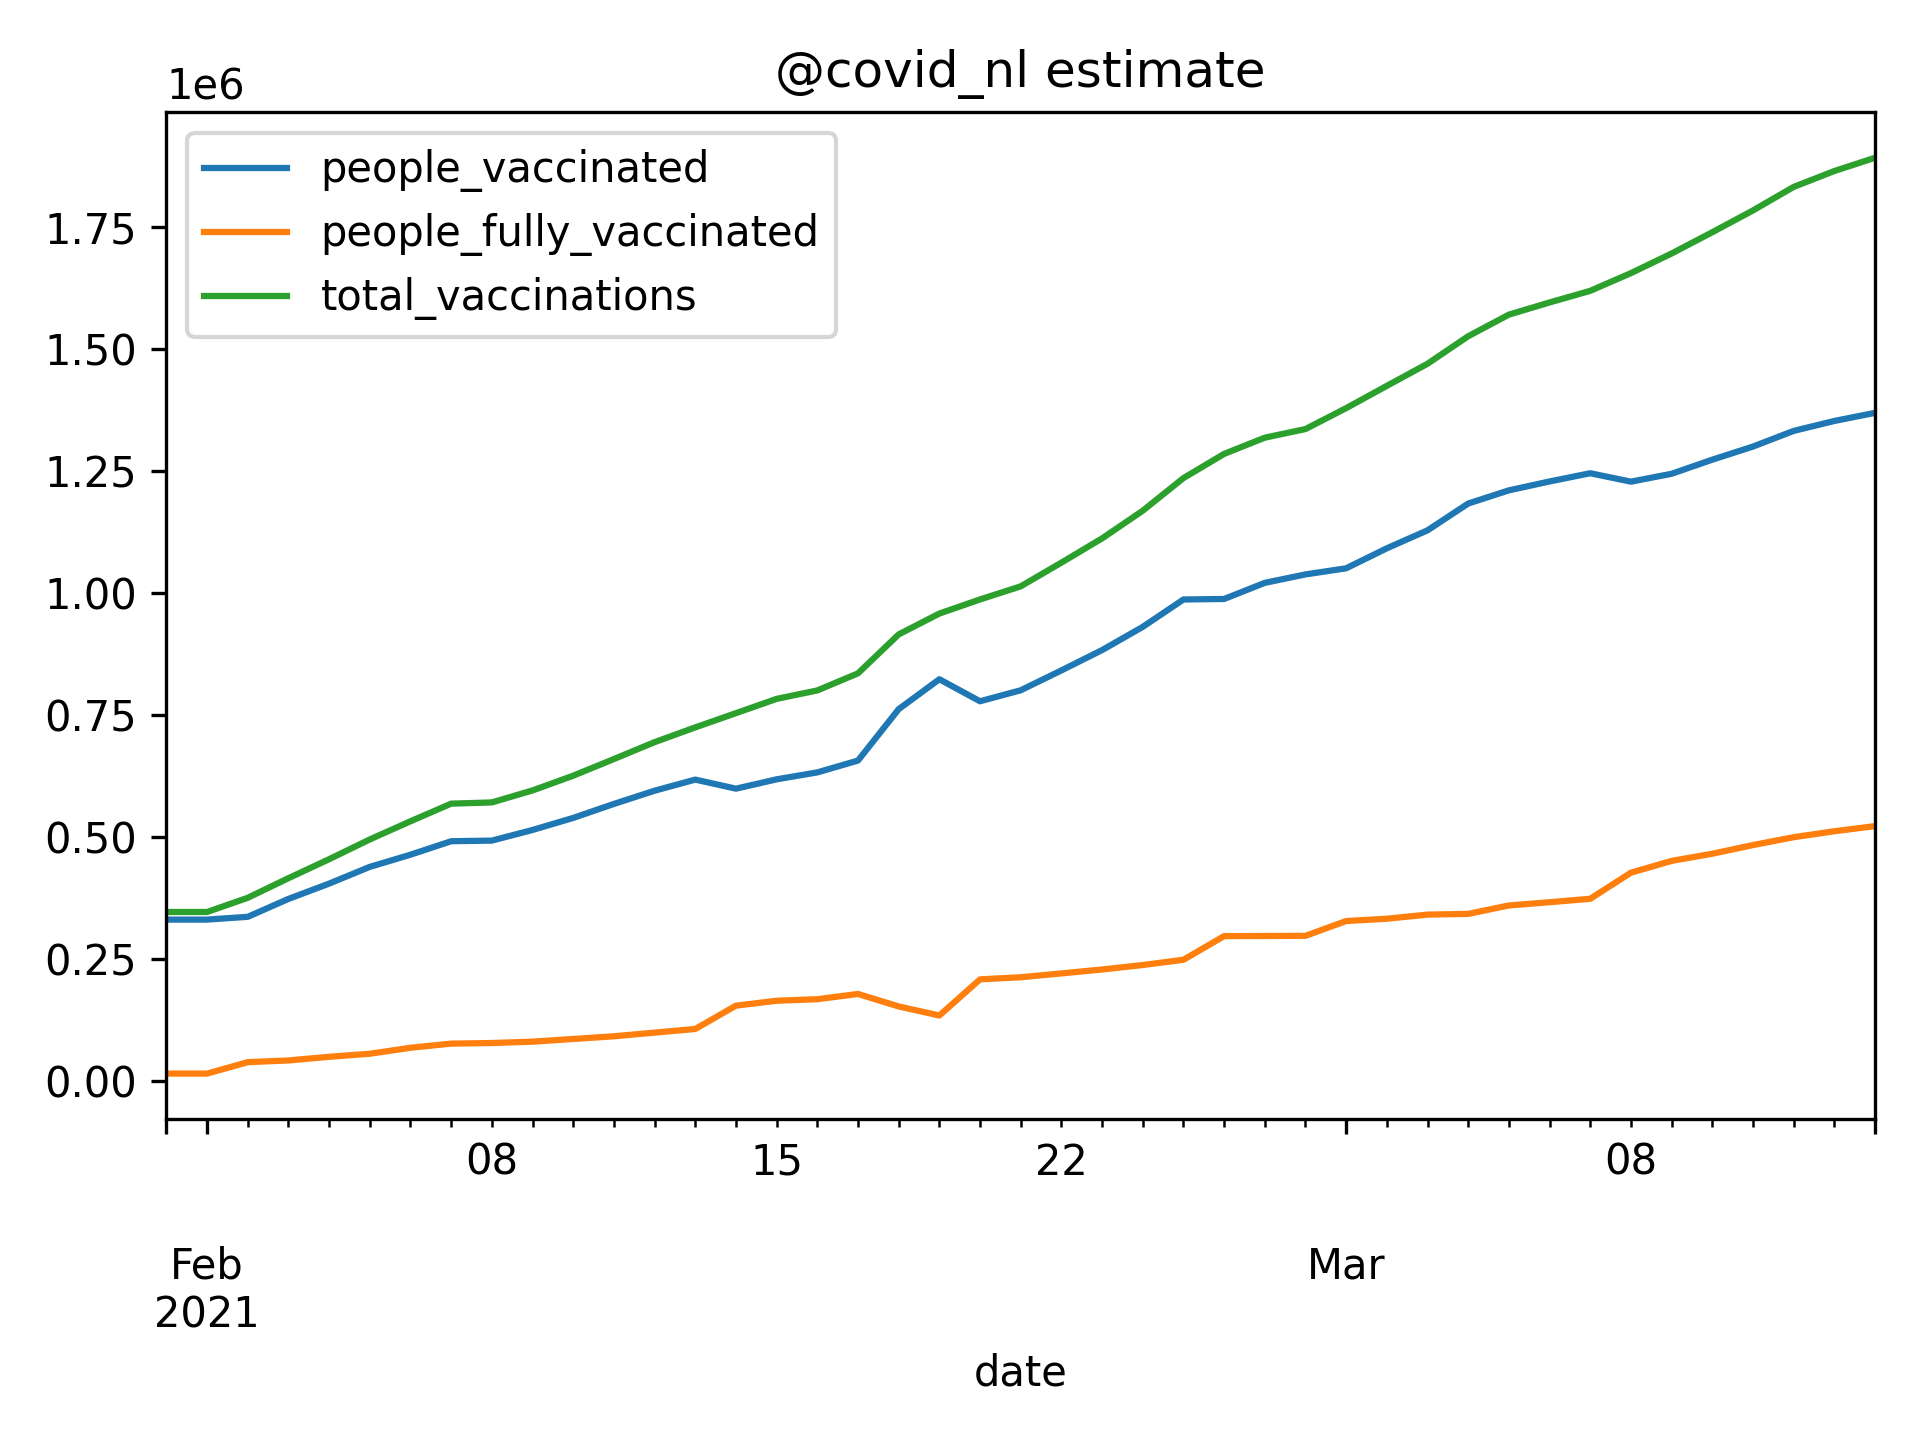 @covid_nl estimate
1e6
people_vaccinated
people_fully_vaccinated
total_vaccinations
1.75
1.50
1.25
1.00
0.75
0.50
0.25
0.00
08 15 22 08
Feb Mar
2021
date